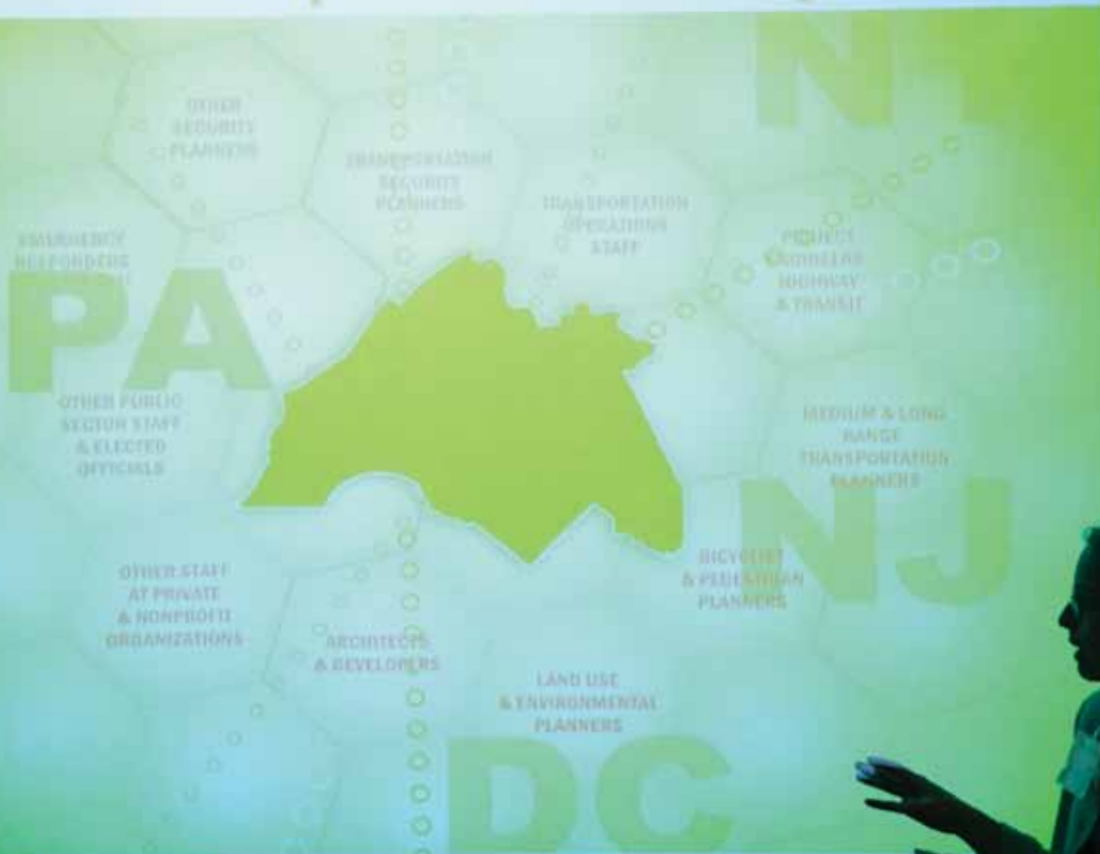 NY
OTHER
SECURITY
PLANNERS
TRANSPORTATION
SECURITY
PLANNERS
TRANSPORTATION
OPERATIONS
STAFF
PROJECT
ENGINEERS
HIGHWAY
& TRANSIT
EMERGENCY
RESPONDERS
PA
OTHER PUBLIC
SECTOR STAFF
& ELECTED
OFFICIALS
MEDIUM & LONG
RANGE
TRANSPORTATION
PLANNERS
NJ
BICYCLIST
& PEDESTRIAN
PLANNERS
OTHER STAFF
AT PRIVATE
& NONPROFIT
ORGANIZATIONS
ARCHITECTS
& DEVELOPERS
LAND USE
& ENVIRONMENTAL
PLANNERS
DC